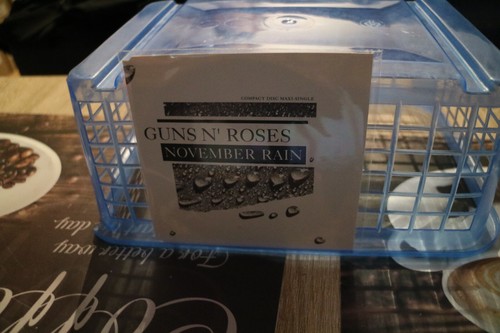 COMPACT DISC MAXI-SINGLE
GUNS N' ROSES
NOVEMBER RAIN
For a better way
day.